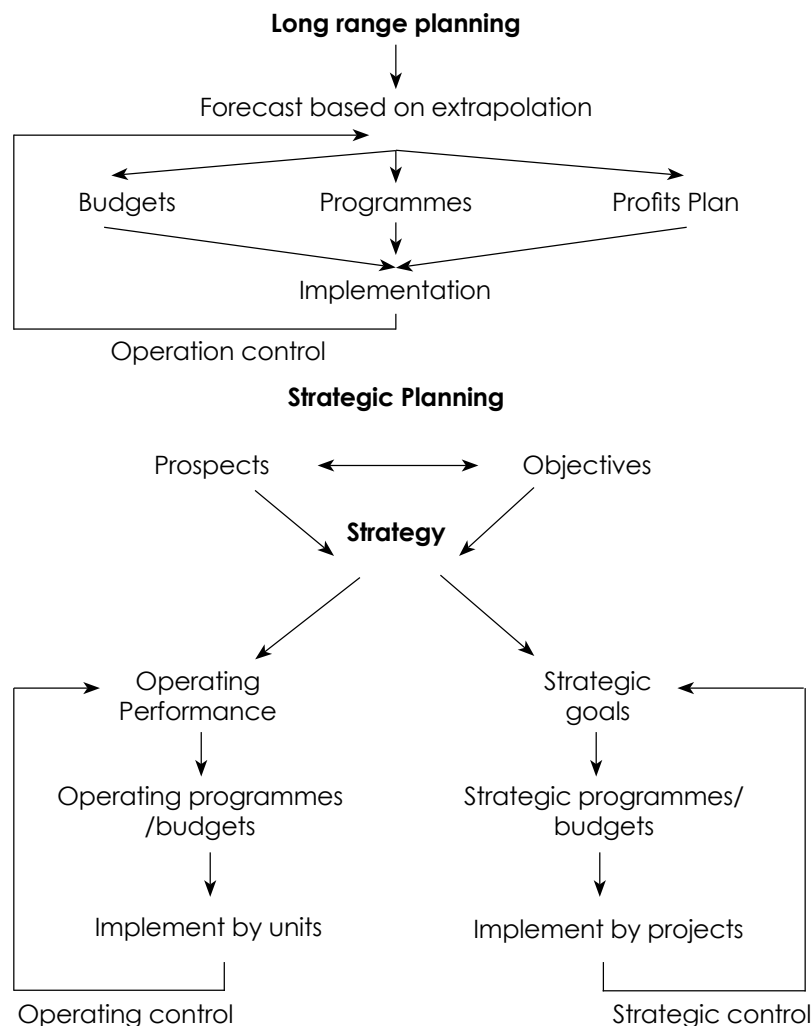 Long range planning
Forecast based on extrapolation
Budgets
Programmes
Profits Plan
Implementation
Operation control
Strategic Planning
Prospects
Objectives
Strategy
Operating
Performance
Strategic
goals
Operating programmes
/budgets
Strategic programmes/
budgets
Implement by units
Implement by projects
Operating control
Strategic control